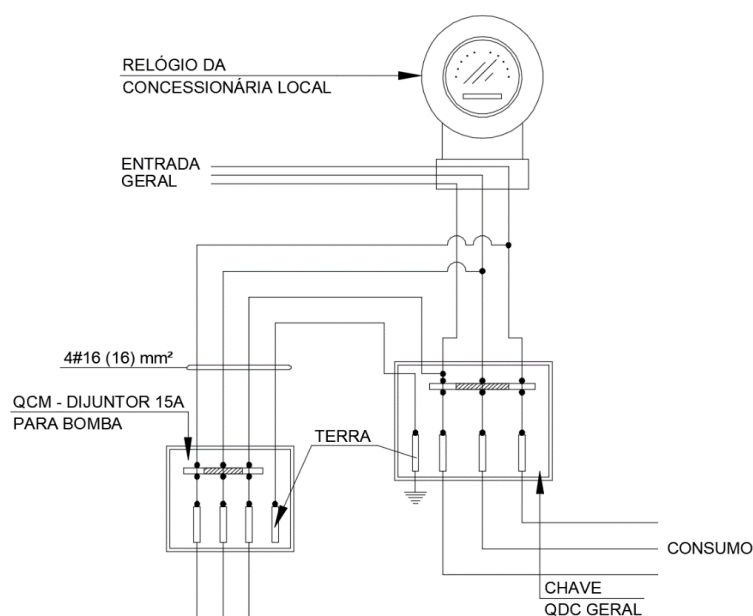 RELÓGIO DA
CONCESSIONÁRIA LOCAL
ENTRADA
GERAL
4#16 (16) mm²
QCM - DIJUNTOR 15A
PARA BOMBA
TERRA
CONSUMO
CHAVE
QDC GERAL